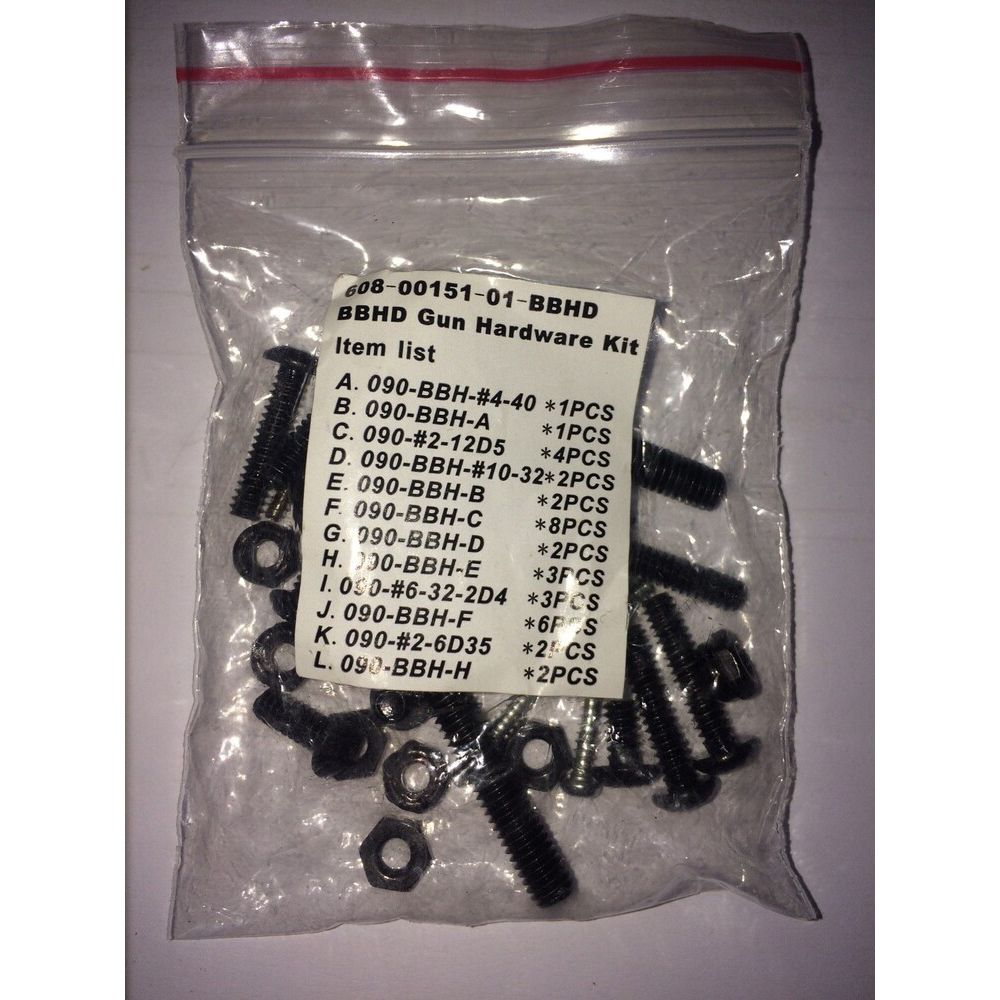 608-00151-01-BBHD
BBHD Gun Hardware Kit
Item list
A. 090-BBH-#4-40 *1PCS
B. 090-BBH-A *1PCS
C. 090-#2-12D5 *4PCS
D. 090-BBH-#10-32*2PCS
E. 090-BBH-B *2PCS
F. 090-BBH-C *8PCS
G. 090-BBH-D *2PCS
H. 090-BBH-E *3PCS
I. 090-#6-32-2D4 *3PCS
J. 090-BBH-F *6PCS
K. 090-#2-6D35 *2PCS
L. 090-BBH-H *2PCS